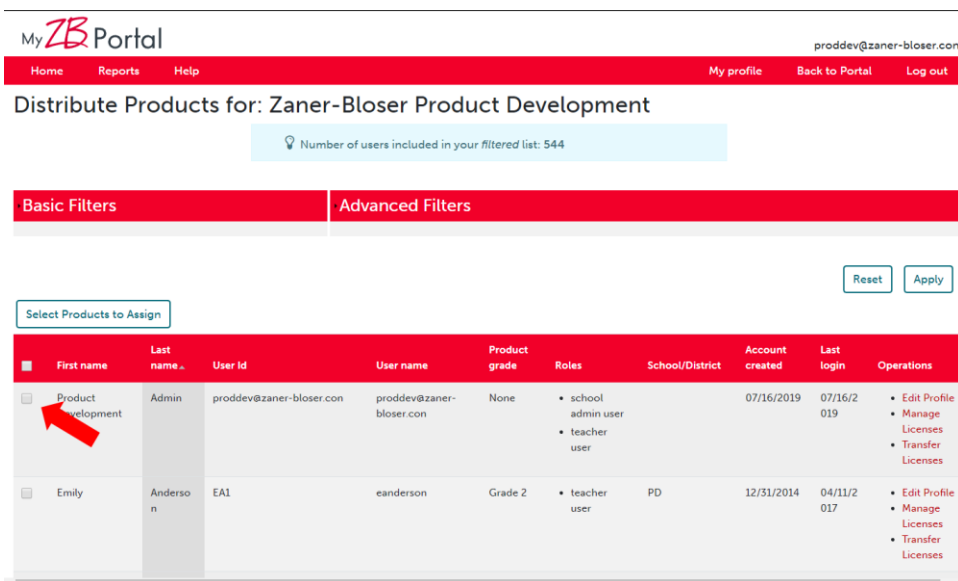 My ZB Portal
proddev@zaner-bloser.con
Home Reports Help My profile Back to Portal Log out
Distribute Products for: Zaner-Bloser Product Development
Number of users included in your filtered list: 544
Basic Filters Advanced Filters
Reset Apply
Select Products to Assign
First name Last name User Id User name Product grade Roles School/District Account created Last login Operations
Product Admin proddev@zaner-bloser.con proddev@zaner- None • school 07/16/2019 07/16/2 • Edit Profile
velopment bloser.con admin user 019 • Manage
• teacher Licenses
user • Transfer
Licenses
Emily Anderso EA1 eanderson Grade 2 • teacher PD 12/31/2014 04/11/2 • Edit Profile
n user 017 • Manage
Licenses
• Transfer
Licenses